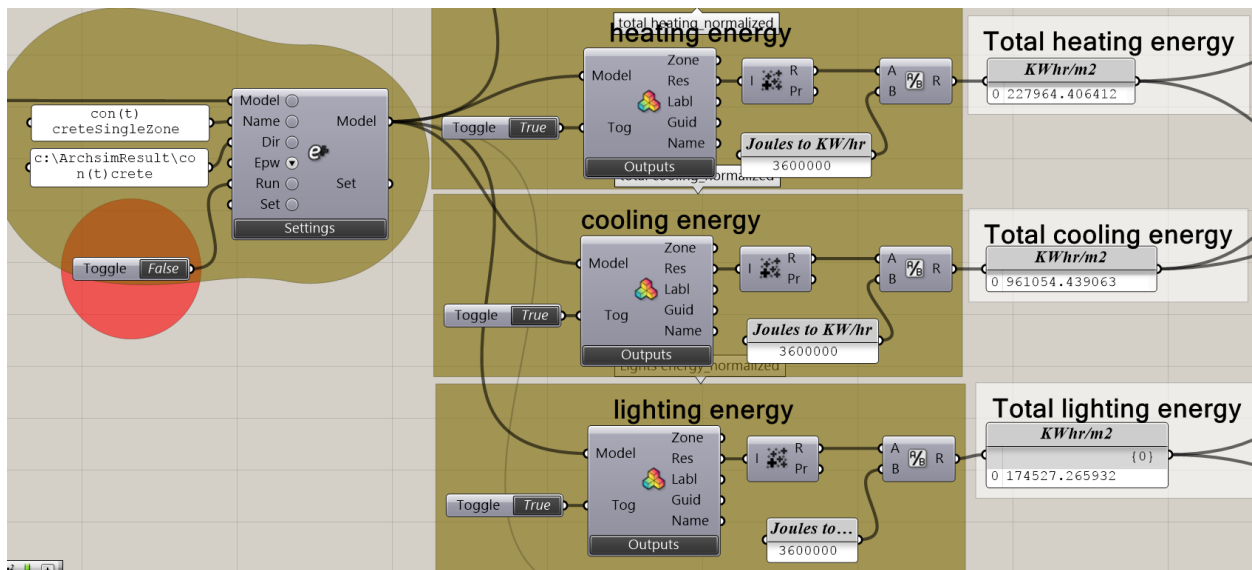 total heating_normalized
heating energy
Model
Tog
Zone
Res
Labl
Guid
Name
Outputs
Toggle True
I
R
Pr
A
B
A/B
R
Joules to KW/hr
3600000
Total heating energy
KWhr/m2
0 227964.406412
con(t)
creteSingleZone
c:\ArchsimResult\co
n(t)crete
Model
Name
Dir
Epw
Run
Set
e+
Model
Set
Settings
Toggle False
total cooling_normalized
cooling energy
Model
Tog
Zone
Res
Labl
Guid
Name
Outputs
Toggle True
I
R
Pr
A
B
A/B
R
Joules to KW/hr
3600000
Total cooling energy
KWhr/m2
0 961054.439063
Lights energy_normalized
lighting energy
Model
Tog
Zone
Res
Labl
Guid
Name
Outputs
Toggle True
I
R
Pr
A
B
A/B
R
Joules to...
3600000
Total lighting energy
KWhr/m2
{0}
0 174527.265932